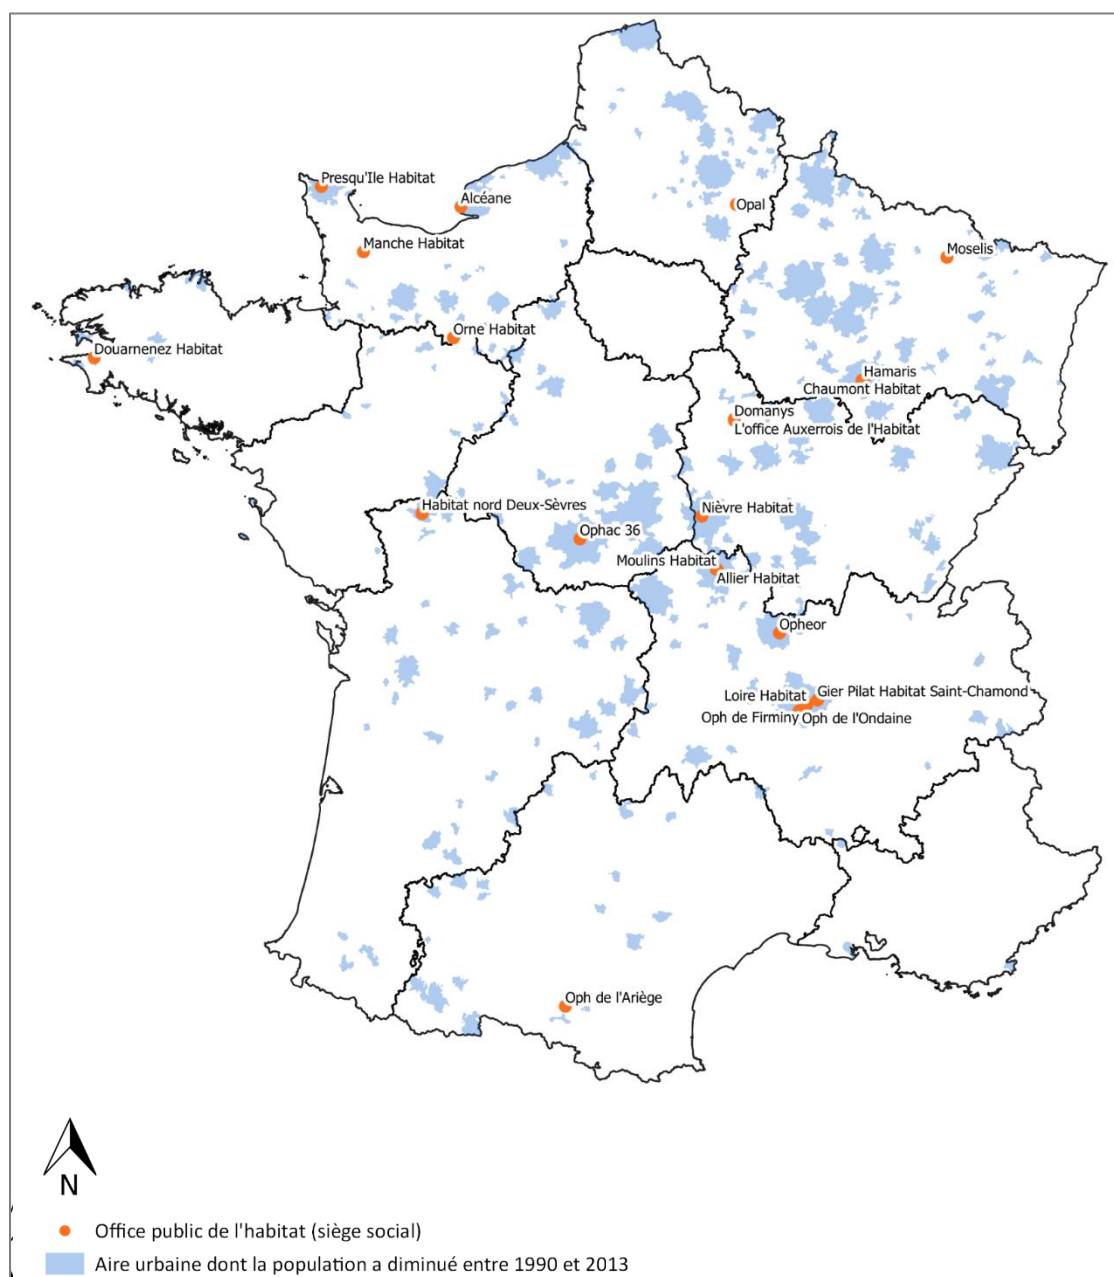 Presqu'Ile Habitat
Alcéane
Opal
Manche Habitat
Moselis
Orne Habitat
Douarnenez Habitat
Hamaris
Chaumont Habitat
Domanys
L'office Auxerrois de l'Habitat
Habitat nord Deux-Sèvres
Nièvre Habitat
Ophac 36
Moulins Habitat
Allier Habitat
Opheor
Loire Habitat
Gier Pilat Habitat Saint-Chamond
Oph de Firminy
Oph de l'Ondaine
Oph de l'Ariège
N
Office public de l'habitat (siège social)
Aire urbaine dont la population a diminué entre 1990 et 2013